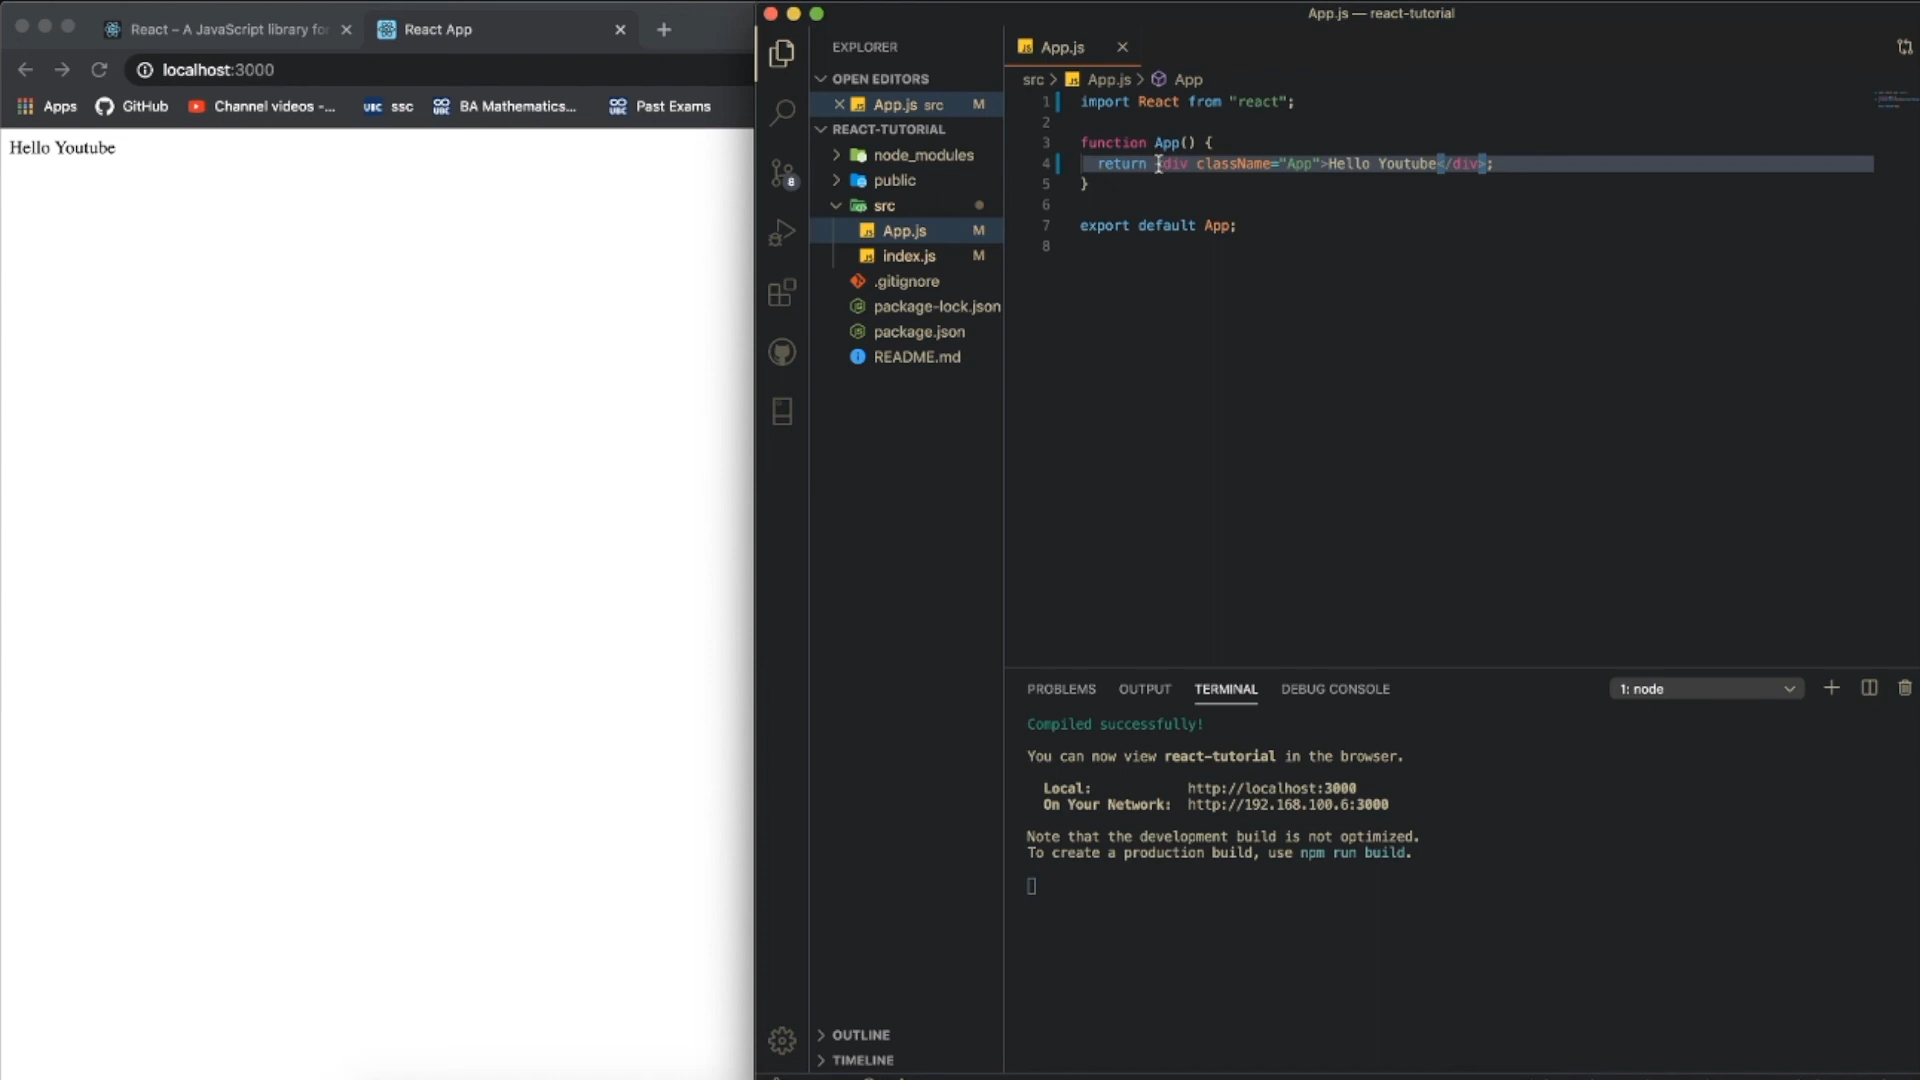 React – A JavaScript library for
React App
localhost:3000
Apps
GitHub
Channel videos -...
UBC
ssc
UBC
BA Mathematics...
UBC
Past Exams
Hello Youtube
App.js — react-tutorial
EXPLORER
OPEN EDITORS
App.js src M
REACT-TUTORIAL
node_modules
public
src
App.js M
index.js M
.gitignore
package-lock.json
package.json
README.md
8
OUTLINE
TIMELINE
App.js
src > App.js > App
1 import React from "react";
2
3 function App() {
4 return <div className="App">Hello Youtube</div>;
5 }
6
7 export default App;
8
PROBLEMS OUTPUT TERMINAL DEBUG CONSOLE
1: node
Compiled successfully!
You can now view react-tutorial in the browser.
Local: http://localhost:3000
On Your Network: http://192.168.100.6:3000
Note that the development build is not optimized.
To create a production build, use npm run build.